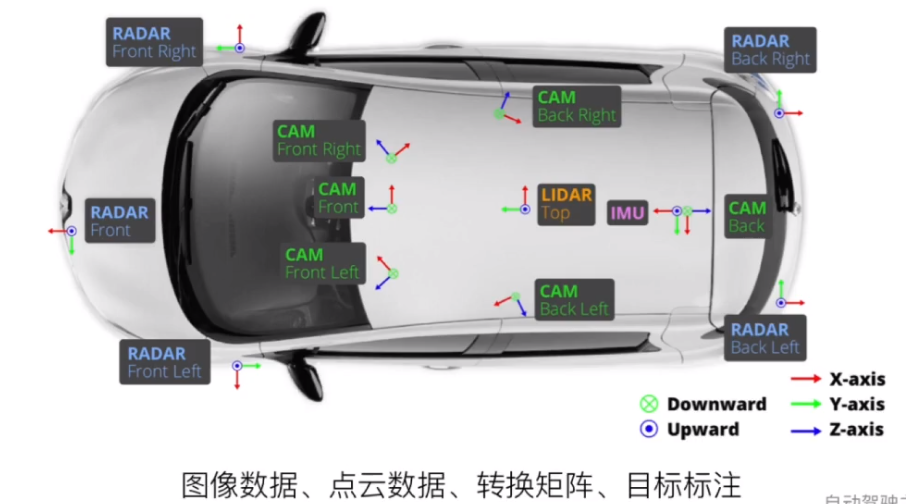 RADAR
Front Right
RADAR
Back Right
CAM
Back Right
CAM
Front Right
CAM
Front
LIDAR
Top
IMU
CAM
Back
RADAR
Front
CAM
Front Left
CAM
Back Left
RADAR
Back Left
RADAR
Front Left
X-axis
Downward
Y-axis
Upward
Z-axis
图像数据、点云数据、转换矩阵、目标标注
自动驾驶